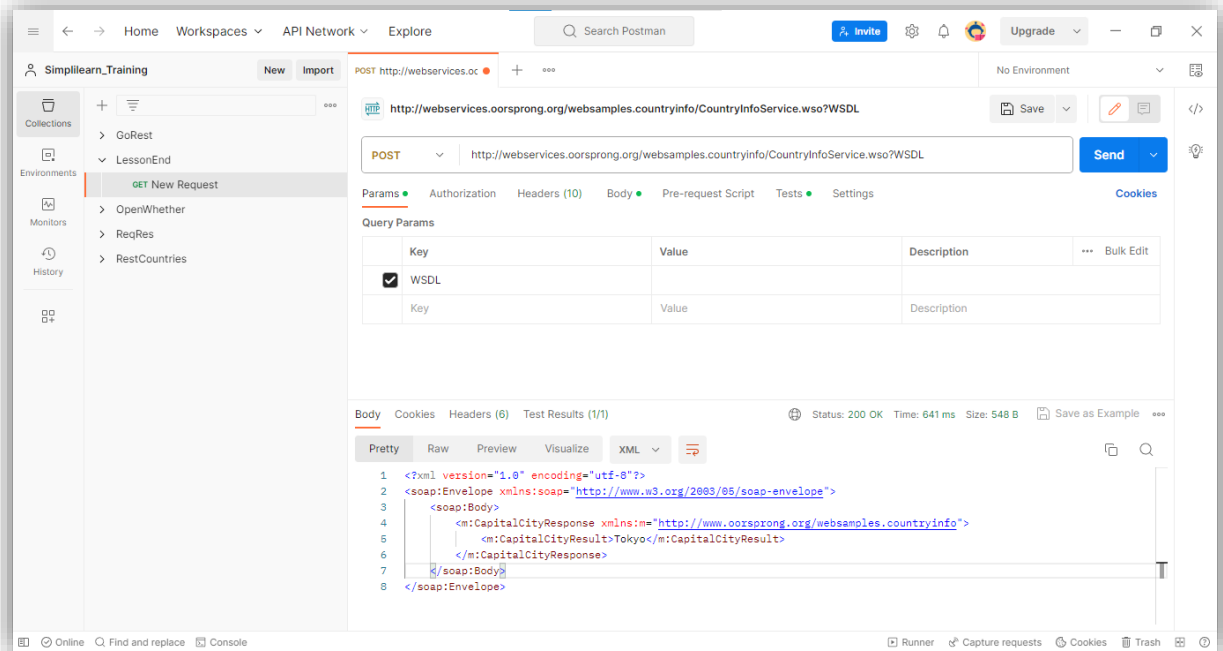 Home Workspaces API Network Explore Search Postman Invite Upgrade
Simplilearn_Training New Import POST http://webservices.oc No Environment
Collections
Environments
Monitors
History
GoRest
LessonEnd
GET New Request
OpenWhether
ReqRes
RestCountries
HTTP http://webservices.oorsprong.org/websamples.countryinfo/CountryInfoService.wso?WSDL Save
POST http://webservices.oorsprong.org/websamples.countryinfo/CountryInfoService.wso?WSDL Send
Params Authorization Headers (10) Body Pre-request Script Tests Settings Cookies
Query Params
Key Value Description Bulk Edit
WSDL
Key Value Description
Body Cookies Headers (6) Test Results (1/1) Status: 200 OK Time: 641 ms Size: 548 B Save as Example
Pretty Raw Preview Visualize XML
1 <?xml version="1.0" encoding="utf-8"?>
2 <soap:Envelope xmlns:soap="http://www.w3.org/2003/05/soap-envelope">
3 <soap:Body>
4 <m:CapitalCityResponse xmlns:m="http://www.oorsprong.org/websamples.countryinfo">
5 <m:CapitalCityResult>Tokyo</m:CapitalCityResult>
6 </m:CapitalCityResponse>
7 </soap:Body>
8 </soap:Envelope>
Online Find and replace Console Runner Capture requests Cookies Trash